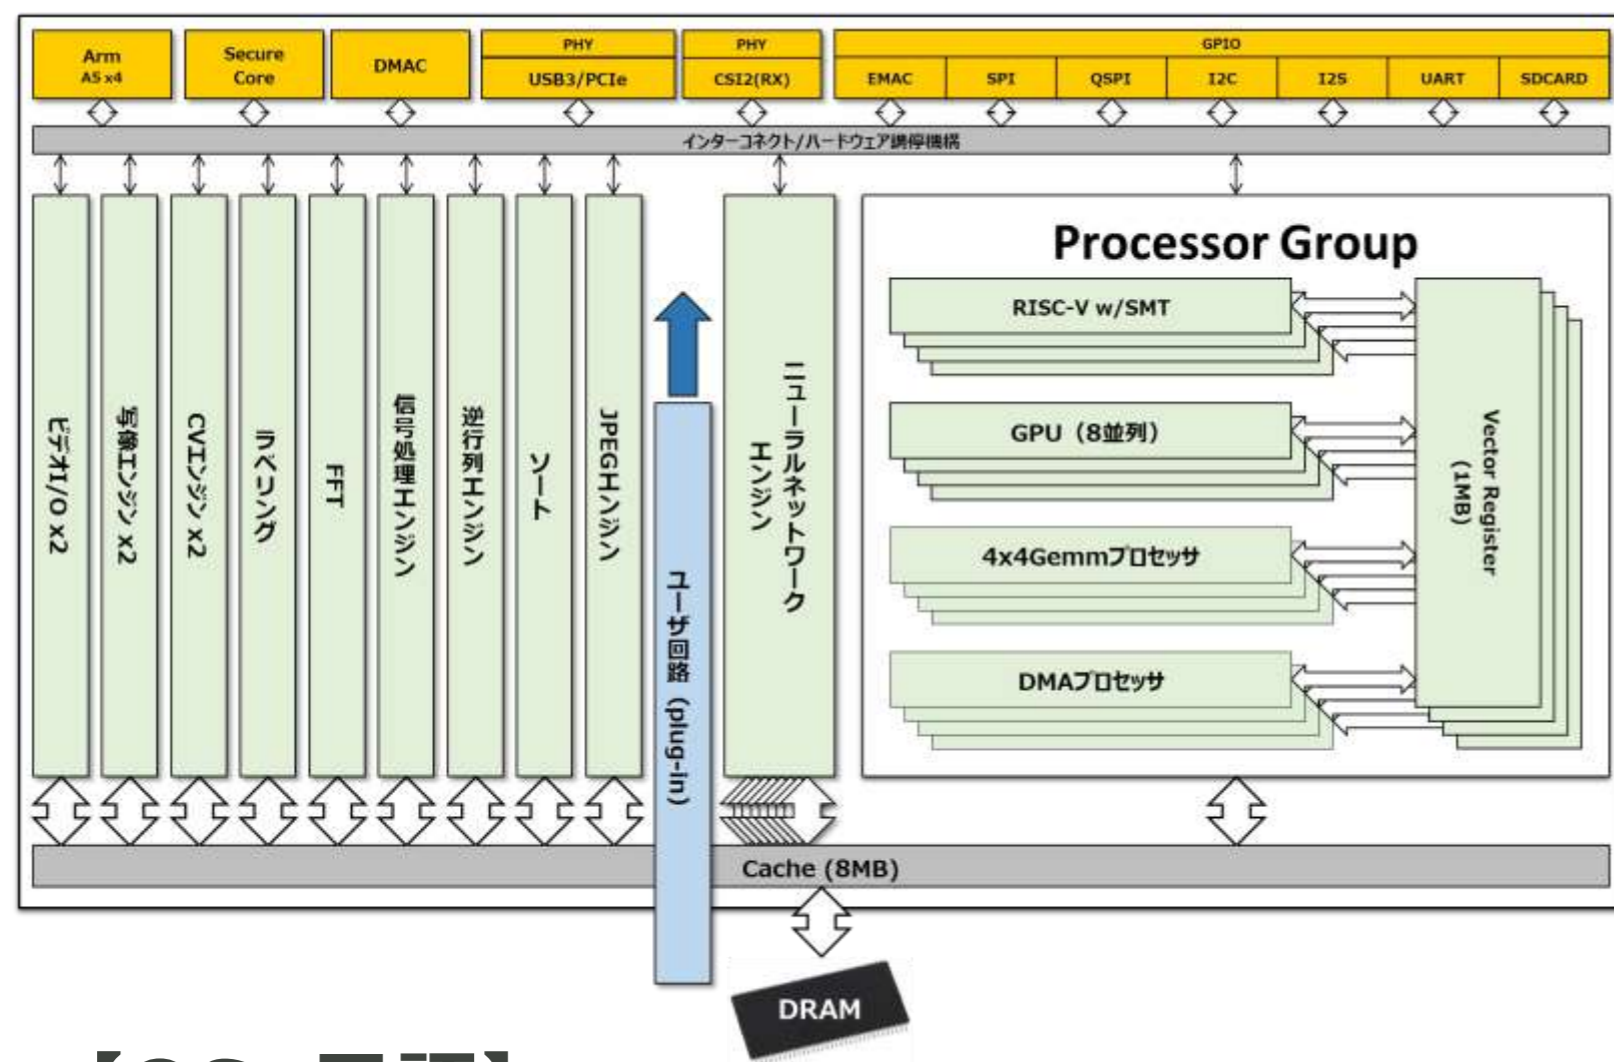 Arm
A5 x4
Secure
Core
DMAC
PHY
USB3/PCIe
PHY
CSI2(RX)
GPIO
EMAC
SPI
QSPI
I2C
I2S
UART
SDCARD
インターコネクト/ハードウェア調停機構
ビデオI/O x2
写像エンジン x2
CVエンジン x2
ラベリング
FFT
信号処理エンジン
逆行列エンジン
ソート
JPEGエンジン
ユーザ回路 (plug-in)
ニューラルネットワーク
エンジン
Processor Group
RISC-V w/SMT
GPU（8並列）
4x4Gemmプロセッサ
DMAプロセッサ
Vector Register
(1MB)
Cache (8MB)
DRAM